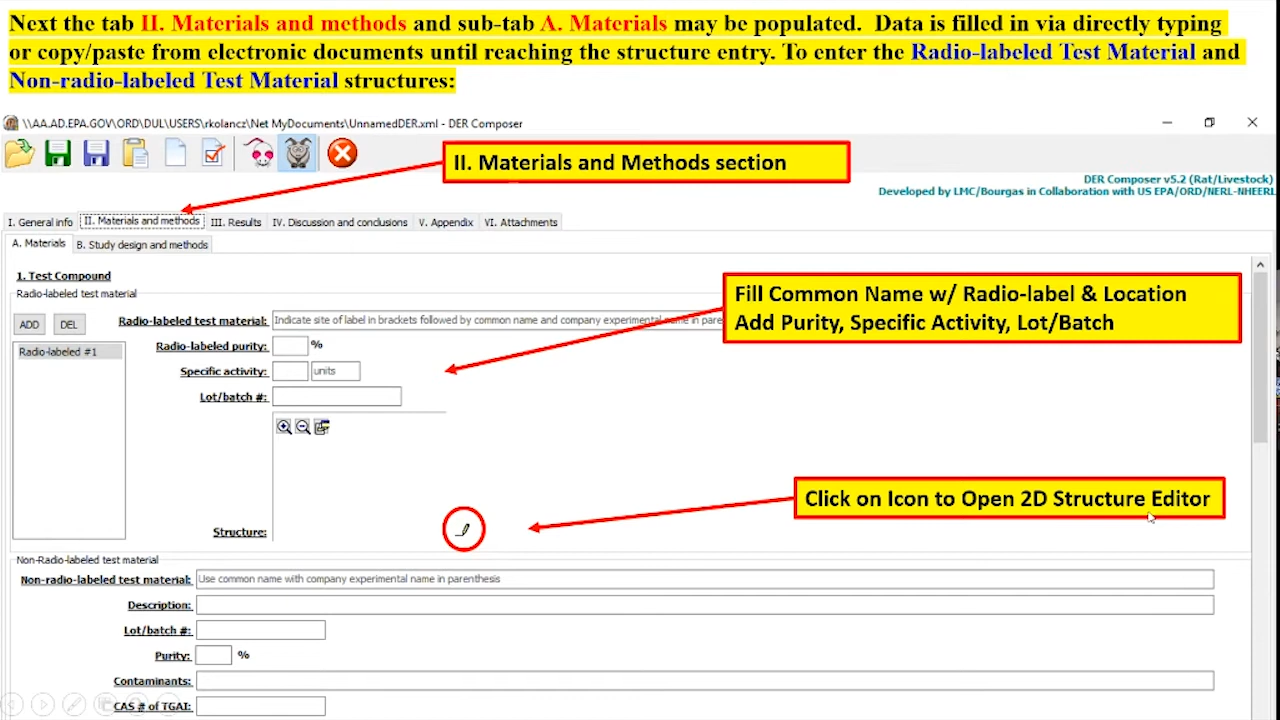 Next the tab II. Materials and methods and sub-tab A. Materials may be populated. Data is filled in via directly typing
or copy/paste from electronic documents until reaching the structure entry. To enter the Radio-labeled Test Material and
Non-radio-labeled Test Material structures:
\\AA.AD.EPA.GOV\ORD\DUL\USERS\rkolancz\Net MyDocuments\UnnamedDER.xml - DER Composer
II. Materials and Methods section
DER Composer v5.2 (Rat/Livestock)
Developed by LMC/Bourgas in Collaboration with US EPA/ORD/NERL-NHEERL
I. General info II. Materials and methods III. Results IV. Discussion and conclusions V. Appendix VI. Attachments
A. Materials B. Study design and methods
1. Test Compound
Radio-labeled test material
Fill Common Name w/ Radio-label & Location
Add Purity, Specific Activity, Lot/Batch
ADD DEL Radio-labeled test material: Indicate site of label in brackets followed by common name and company experimental name in pare
Radio-labeled #1
Radio-labeled purity: %
Specific activity: units
Lot/batch #:
Click on Icon to Open 2D Structure Editor
Structure:
Non-Radio-labeled test material
Non-radio-labeled test material: Use common name with company experimental name in parenthesis
Description:
Lot/batch #:
Purity: %
Contaminants:
CAS # of TGAI: